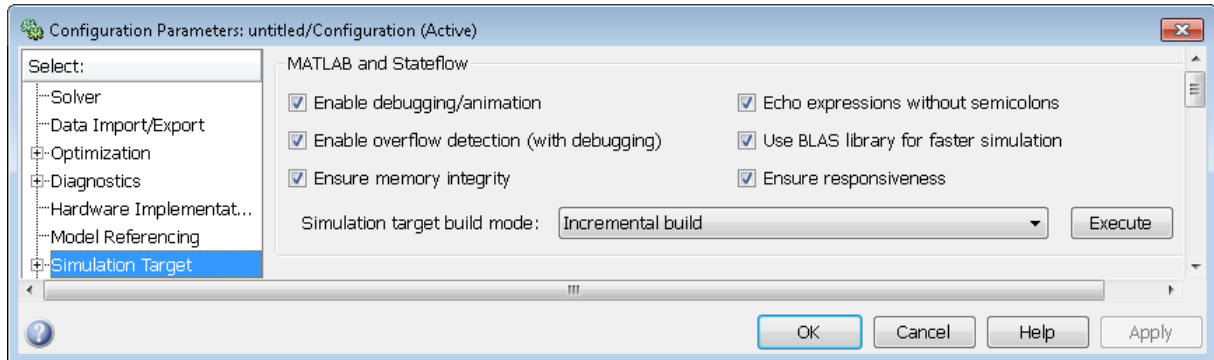 Configuration Parameters: untitled/Configuration (Active)
Select:
Solver
Data Import/Export
Optimization
Diagnostics
Hardware Implementat...
Model Referencing
Simulation Target
MATLAB and Stateflow
Enable debugging/animation
Echo expressions without semicolons
Enable overflow detection (with debugging)
Use BLAS library for faster simulation
Ensure memory integrity
Ensure responsiveness
Simulation target build mode: Incremental build Execute
OK Cancel Help Apply